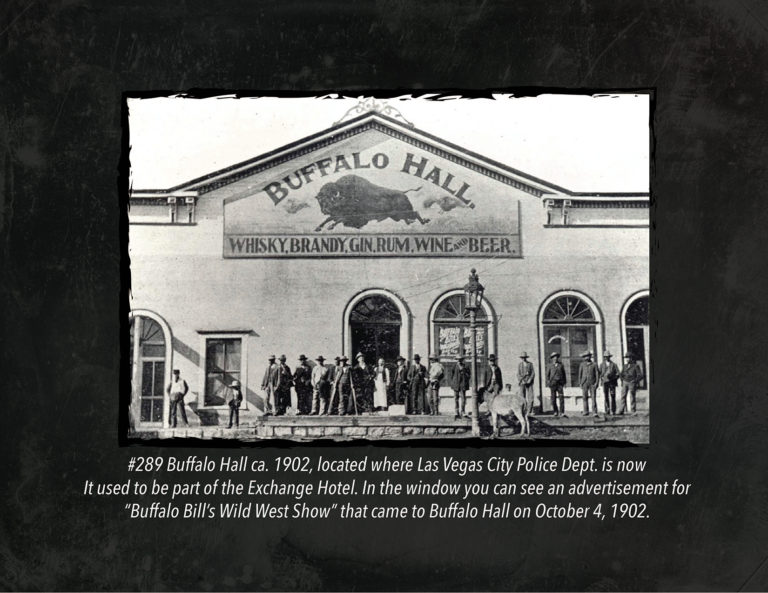 BUFFALO HALL.
WHISKY, BRANDY, GIN, RUM, WINE AND BEER.
#289 Buffalo Hall ca. 1902, located where Las Vegas City Police Dept. is now
It used to be part of the Exchange Hotel. In the window you can see an advertisement for
“Buffalo Bill’s Wild West Show” that came to Buffalo Hall on October 4, 1902.